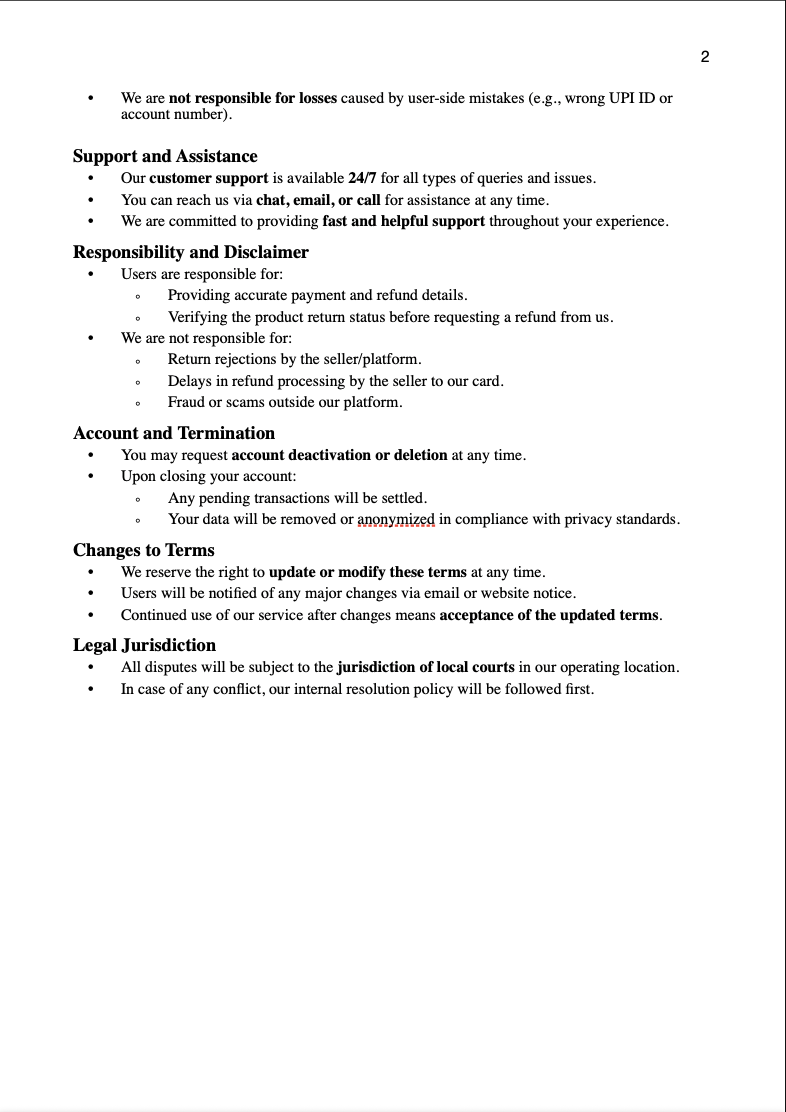 2
• We are not responsible for losses caused by user-side mistakes (e.g., wrong UPI ID or
account number).
Support and Assistance
• Our customer support is available 24/7 for all types of queries and issues.
• You can reach us via chat, email, or call for assistance at any time.
• We are committed to providing fast and helpful support throughout your experience.
Responsibility and Disclaimer
• Users are responsible for:
◦ Providing accurate payment and refund details.
◦ Verifying the product return status before requesting a refund from us.
• We are not responsible for:
◦ Return rejections by the seller/platform.
◦ Delays in refund processing by the seller to our card.
◦ Fraud or scams outside our platform.
Account and Termination
• You may request account deactivation or deletion at any time.
• Upon closing your account:
◦ Any pending transactions will be settled.
◦ Your data will be removed or anonymized in compliance with privacy standards.
Changes to Terms
• We reserve the right to update or modify these terms at any time.
• Users will be notified of any major changes via email or website notice.
• Continued use of our service after changes means acceptance of the updated terms.
Legal Jurisdiction
• All disputes will be subject to the jurisdiction of local courts in our operating location.
• In case of any conflict, our internal resolution policy will be followed first.